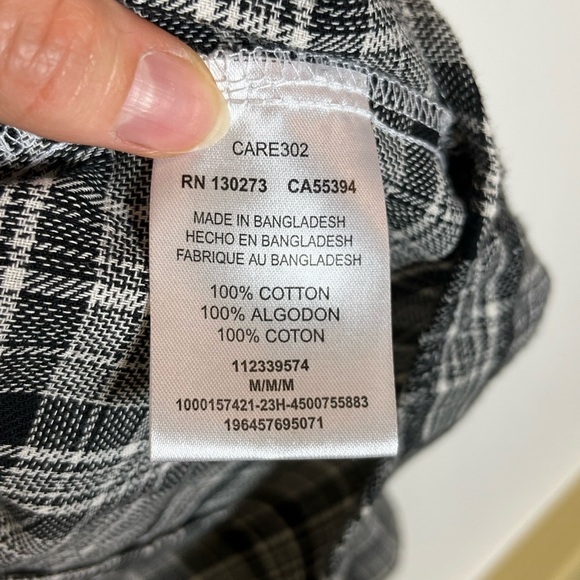 CARE302
RN 130273 CA55394
MADE IN BANGLADESH
HECHO EN BANGLADESH
FABRIQUE AU BANGLADESH
100% COTTON
100% ALGODON
100% COTON
112339574
M/M/M
1000157421-23H-4500755883
196457695071